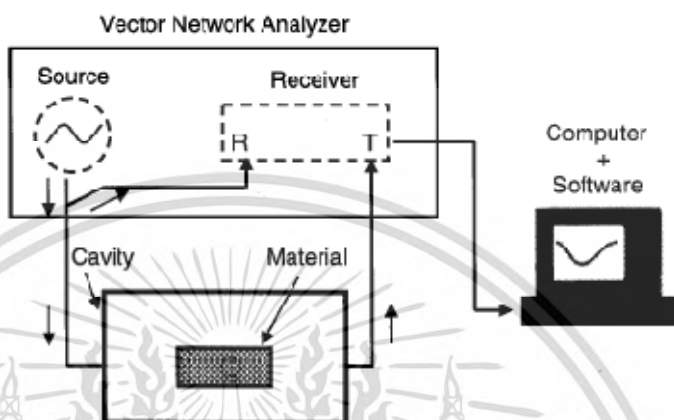 Vector Network Analyzer
Source
Receiver
R
T
Computer
+
Software
Cavity
Material